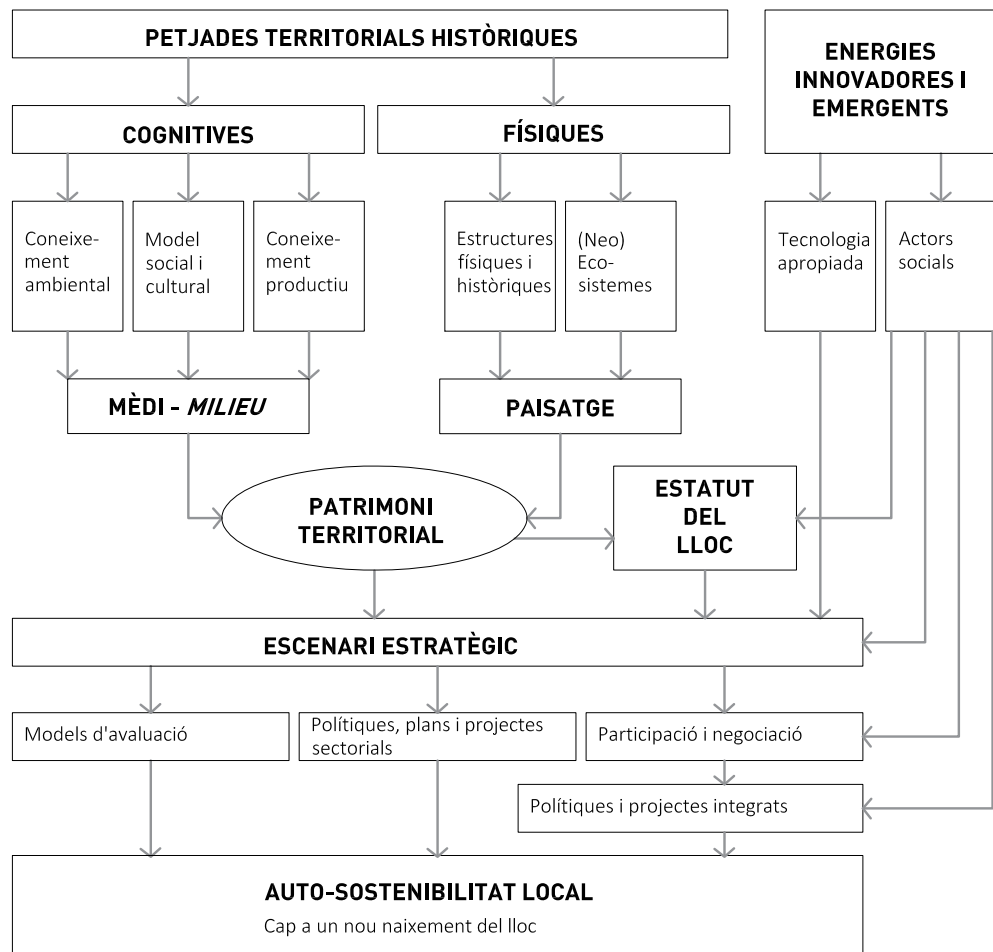 PETJADES TERRITORIALS HISTÒRIQUES
ENERGIES
INNOVADORES I
EMERGENTS
COGNITIVES
FÍSIQUES
Coneixe-
ment
ambiental
Model
social i
cultural
Coneixe-
ment
productiu
Estructures
físiques i
històriques
(Neo)
Eco-
sistemes
Tecnologia
apropiada
Actors
socials
MÈDI - MILIEU
PAISATGE
PATRIMONI
TERRITORIAL
ESTATUT
DEL
LLOC
ESCENARI ESTRATÈGIC
Models d'avaluació
Polítiques, plans i projectes
sectorials
Participació i negociació
Polítiques i projectes integrats
AUTO-SOSTENIBILITAT LOCAL
Cap a un nou naixement del lloc